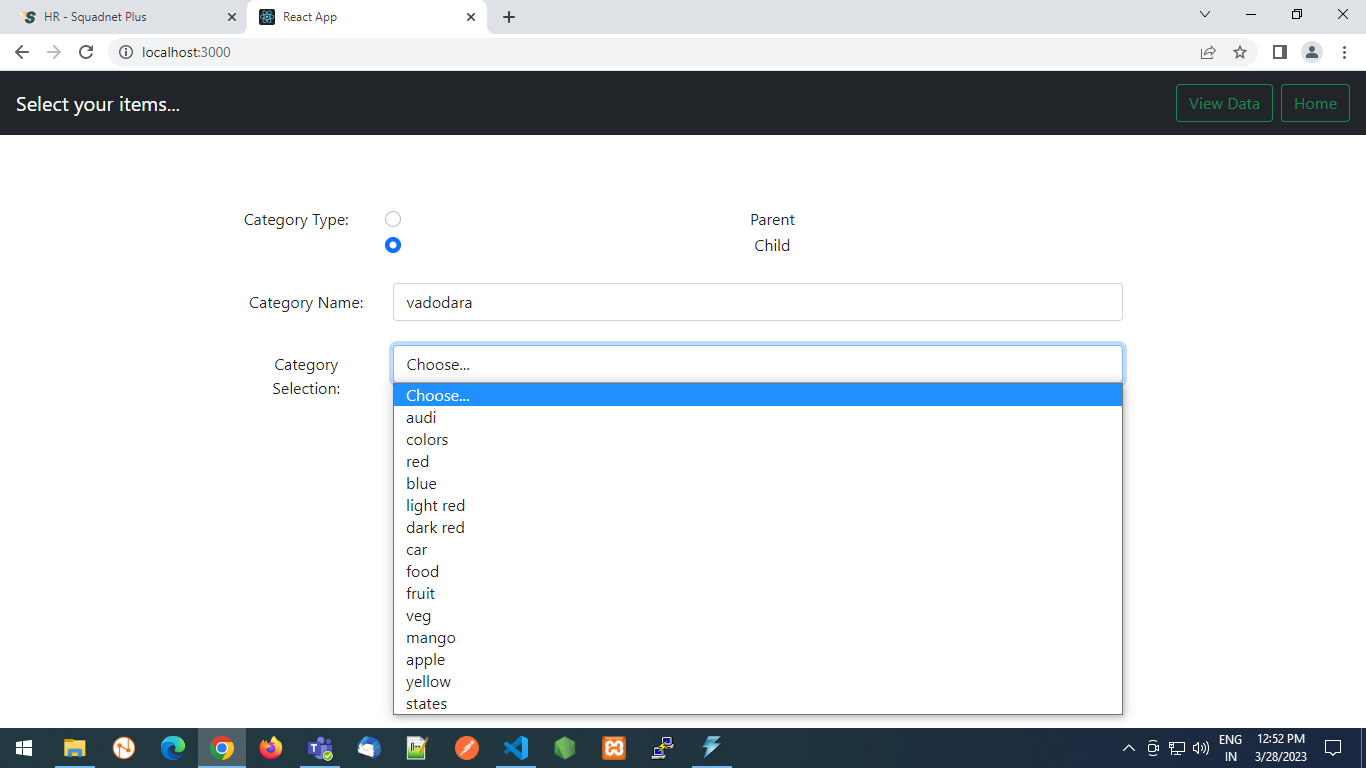 HR - Squadnet Plus
React App
localhost:3000
Select your items...
View Data
Home
Category Type:
Parent
Child
Category Name:
vadodara
Category
Selection:
Choose...
Choose...
audi
colors
red
blue
light red
dark red
car
food
fruit
veg
mango
apple
yellow
states
ENG
IN
12:52 PM
3/28/2023